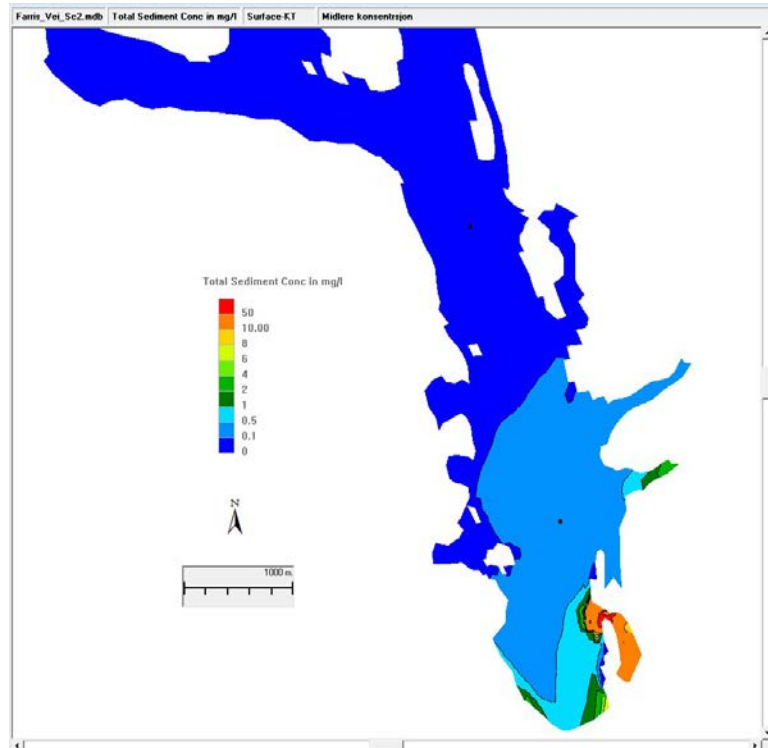 Farris_Vei_Sc2.mdb Total Sediment Conc in mg/l Surface-KT Midlere konsentrsjon
Total Sediment Conc in mg/l
50
10.00
8
6
4
2
1
0.5
0.1
0
N
1000 m.